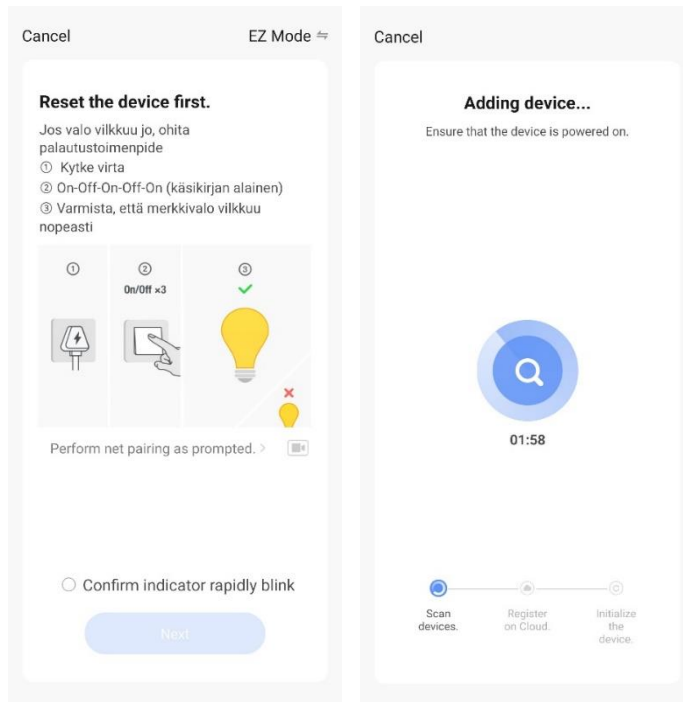 Cancel
EZ Mode ⇋
Reset the device first.
Jos valo vilkkuu jo, ohita
palautustoimenpide
① Kytke virta
② On-Off-On-Off-On (käsikirjan alainen)
③ Varmista, että merkkivalo vilkkuu
nopeasti
①
②
③
On/Off ×3
Perform net pairing as prompted. >
Confirm indicator rapidly blink
Next
Cancel
Adding device...
Ensure that the device is powered on.
01:58
Scan
devices.
Register
on Cloud.
Initialize
the
device.